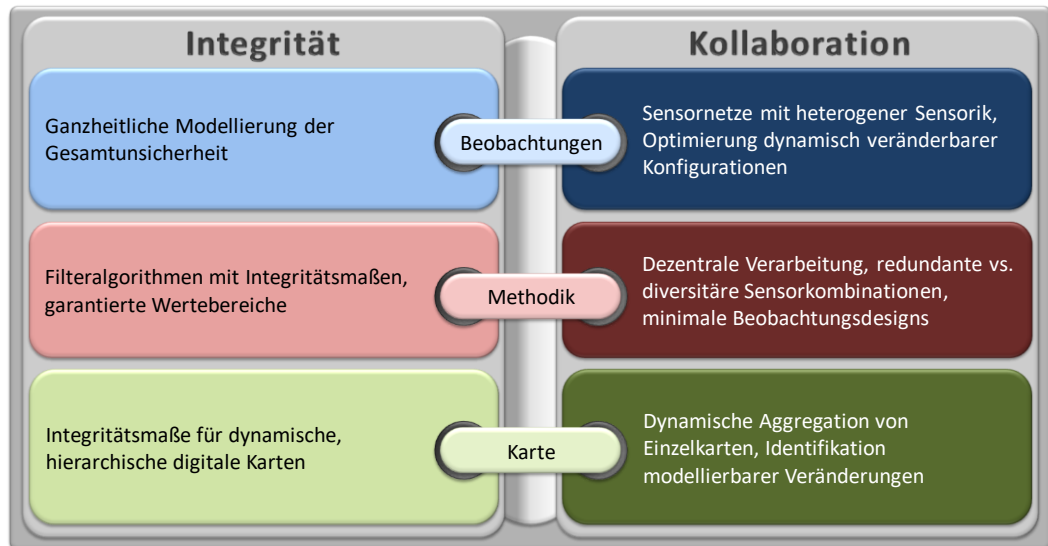 Integrität
Kollaboration
Ganzheitliche Modellierung der
Gesamtunsicherheit
Beobachtungen
Sensornetze mit heterogener Sensorik,
Optimierung dynamisch veränderbarer
Konfigurationen
Filteralgorithmen mit Integritätsmaßen,
garantierte Wertebereiche
Methodik
Dezentrale Verarbeitung, redundante vs.
diversitäre Sensorkombinationen,
minimale Beobachtungsdesigns
Integritätsmaße für dynamische,
hierarchische digitale Karten
Karte
Dynamische Aggregation von
Einzelkarten, Identifikation
modellierbarer Veränderungen